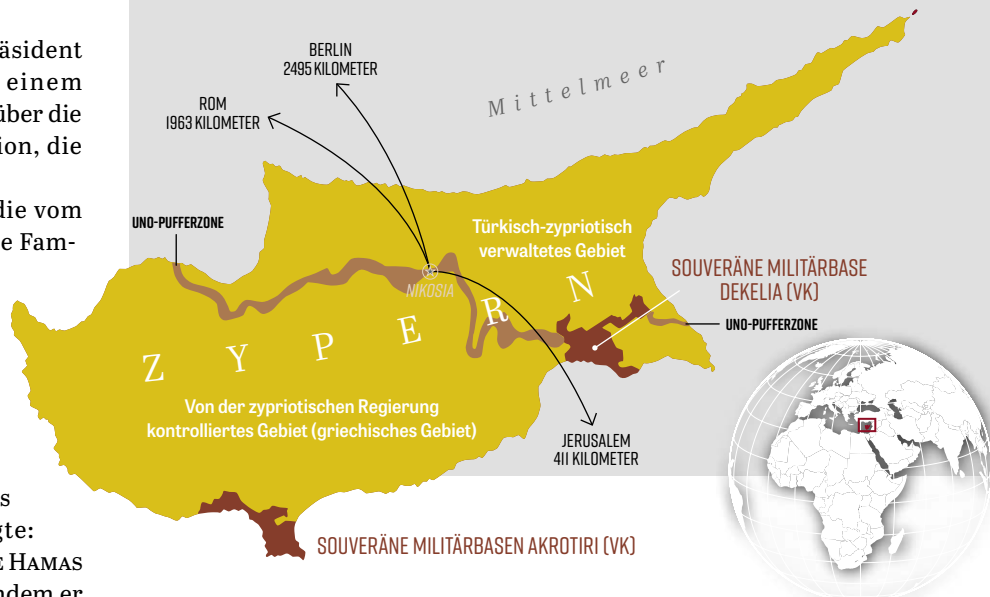 äsident
einem
über die
ion, die
die vom
e Fam-
s
gte:
E HAMAS
ndem er
BERLIN
2495 KILOMETER
ROM
1963 KILOMETER
Mittelmeer
UNO-PUFFERZONE
Türkisch-zypriotisch
verwaltetes Gebiet
NIKOSIA
SOUVERÄNE MILITÄRBASE
DEKELIA (VK)
UNO-PUFFERZONE
ZYPERN
Von der zypriotischen Regierung
kontrolliertes Gebiet (griechisches Gebiet)
JERUSALEM
411 KILOMETER
SOUVERÄNE MILITÄRBASEN AKROTIRI (VK)